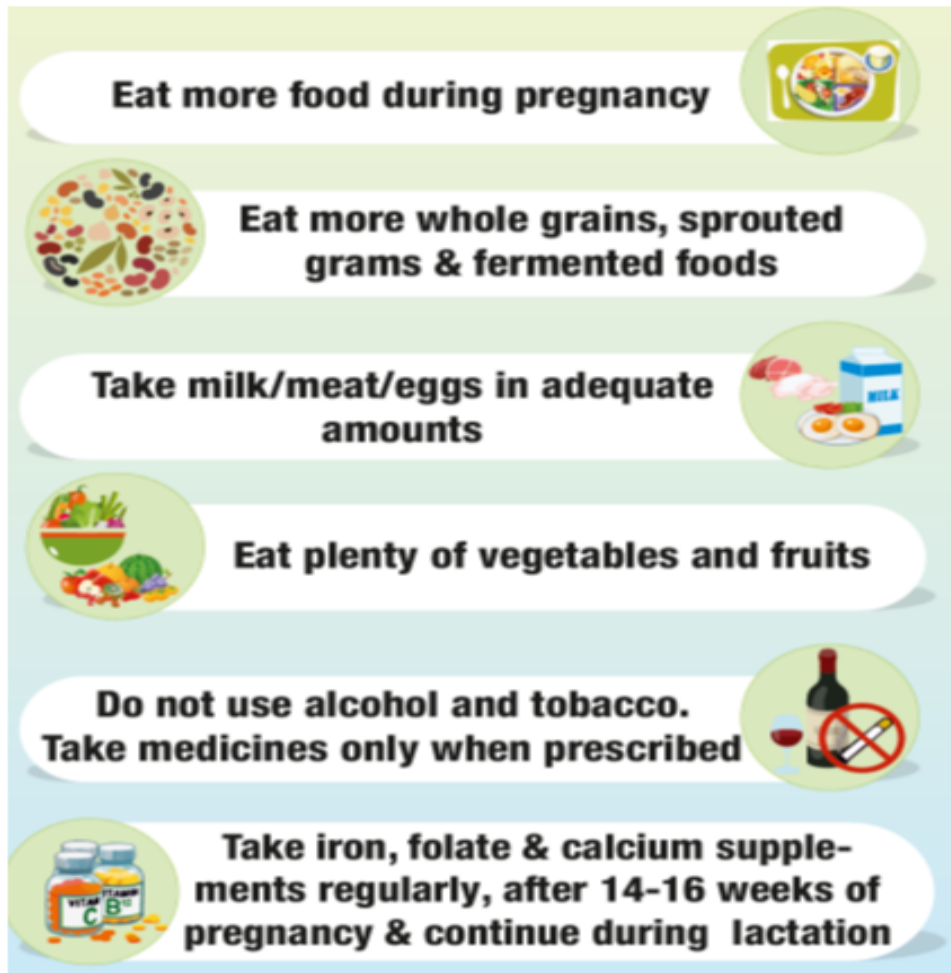 Eat more food during pregnancy
Eat more whole grains, sprouted
grams & fermented foods
Take milk/meat/eggs in adequate
amounts
MILK
Eat plenty of vegetables and fruits
Do not use alcohol and tobacco.
Take medicines only when prescribed
Take iron, folate & calcium supple-
ments regularly, after 14-16 weeks of
pregnancy & continue during lactation
C
B12